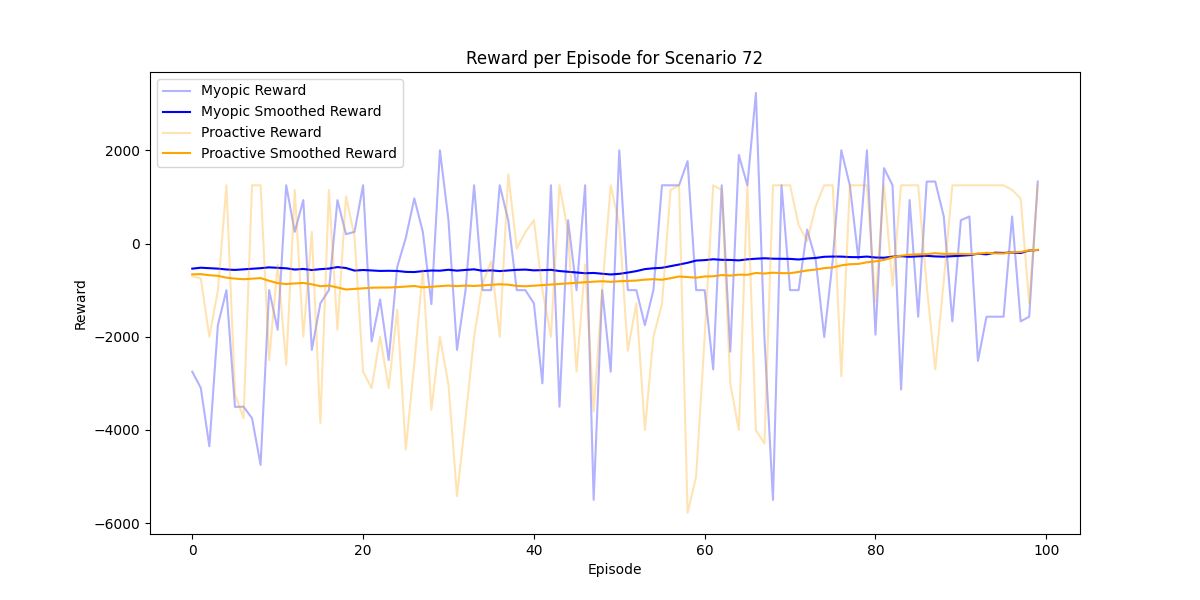 Reward per Episode for Scenario 72
Myopic Reward
Myopic Smoothed Reward
Proactive Reward
Proactive Smoothed Reward
2000
0
−2000
−4000
−6000
Reward
0 20 40 60 80 100
Episode